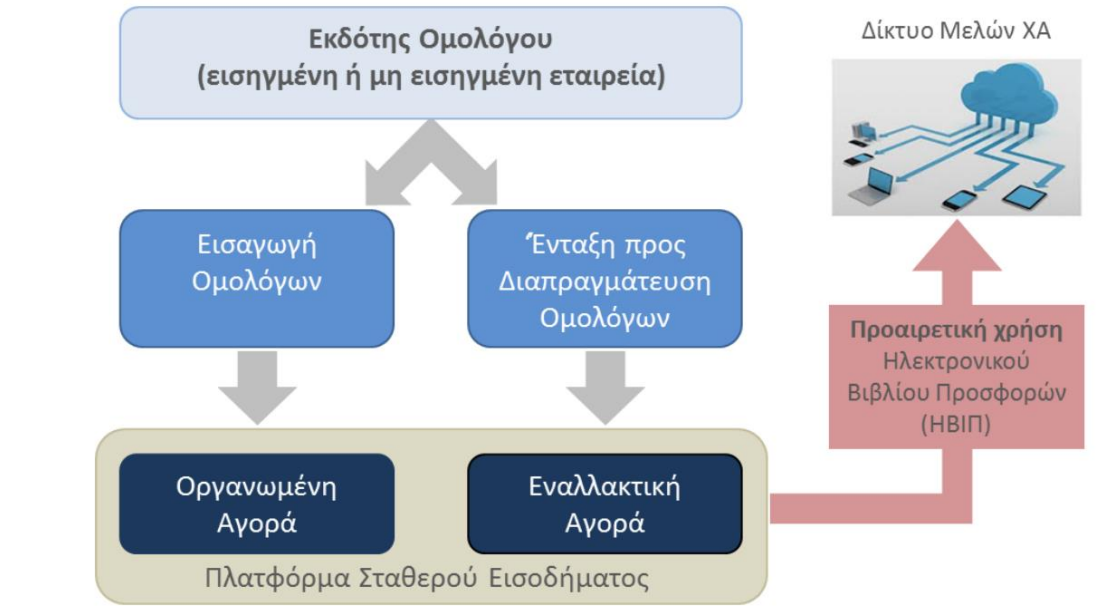 Εκδότης Ομολόγου
(εισηγμένη ή μη εισηγμένη εταιρεία)
Δίκτυο Μελών ΧΑ
Εισαγωγή
Ομολόγων
Ένταξη προς
Διαπραγμάτευση
Ομολόγων
Προαιρετική χρήση
Ηλεκτρονικού
Βιβλίου Προσφορών
(ΗΒΙΠ)
Οργανωμένη
Αγορά
Εναλλακτική
Αγορά
Πλατφόρμα Σταθερού Εισοδήματος